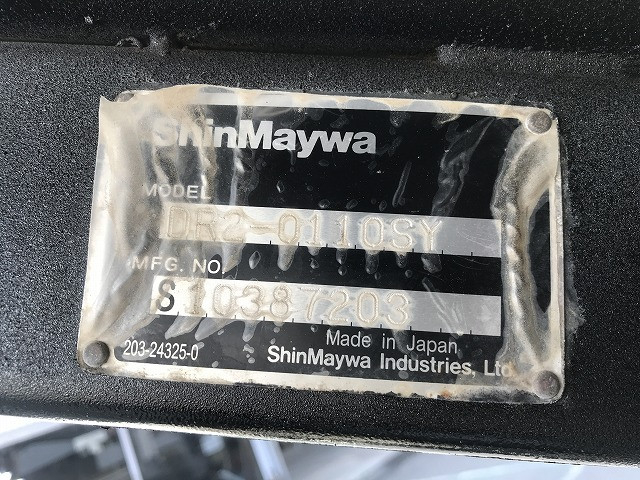 ShinMaywa
MODEL
DR2-0110SY
MFG. NO.
S10387203
Made in Japan
203-24325-0
ShinMaywa Industries, Ltd